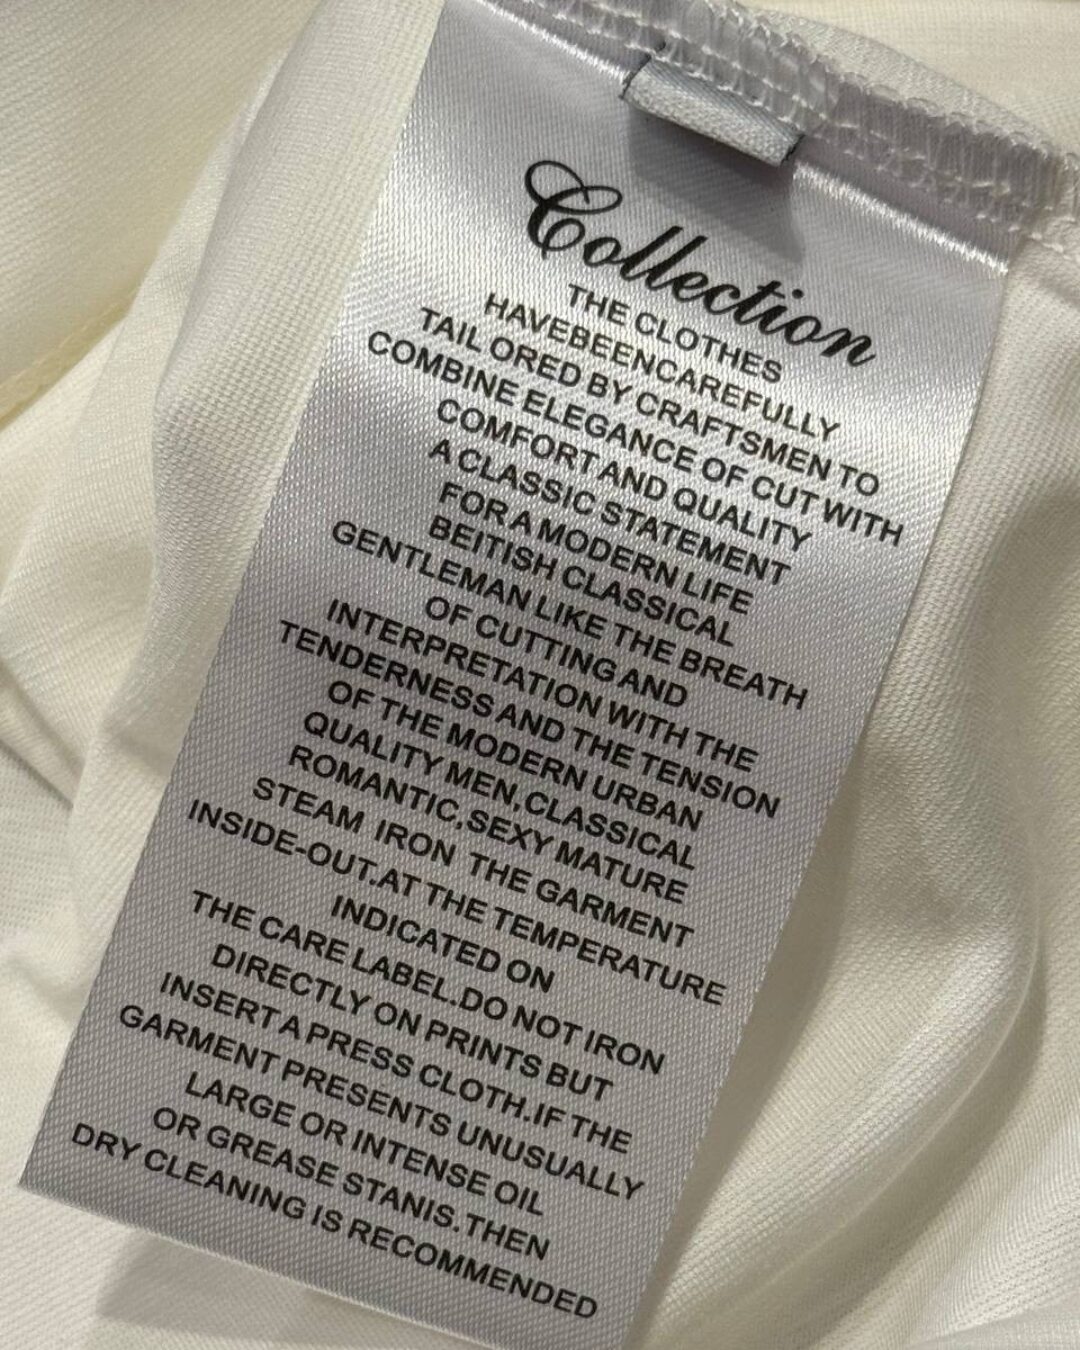 Collection
THE CLOTHES
HAVEBEENCAREFULLY
TAIL ORED BY CRAFTSMEN TO
COMBINE ELEGANCE OF CUT WITH
COMFORT AND QUALITY
A CLASSIC STATEMENT
FOR A MODERN LIFE
BEITISH CLASSICAL
GENTLEMAN LIKE THE BREATH
OF CUTTING AND
INTERPRETATION WITH THE
TENDERNESS AND THE TENSION
OF THE MODERN URBAN
QUALITY MEN,CLASSICAL
ROMANTIC,SEXY MATURE
STEAM IRON THE GARMENT
INSIDE-OUT.AT THE TEMPERATURE
INDICATED ON
THE CARE LABEL.DO NOT IRON
DIRECTLY ON PRINTS BUT
INSERT A PRESS CLOTH.IF THE
GARMENT PRESENTS UNUSUALLY
LARGE OR INTENSE OIL
OR GREASE STANIS.THEN
DRY CLEANING IS RECOMMENDED